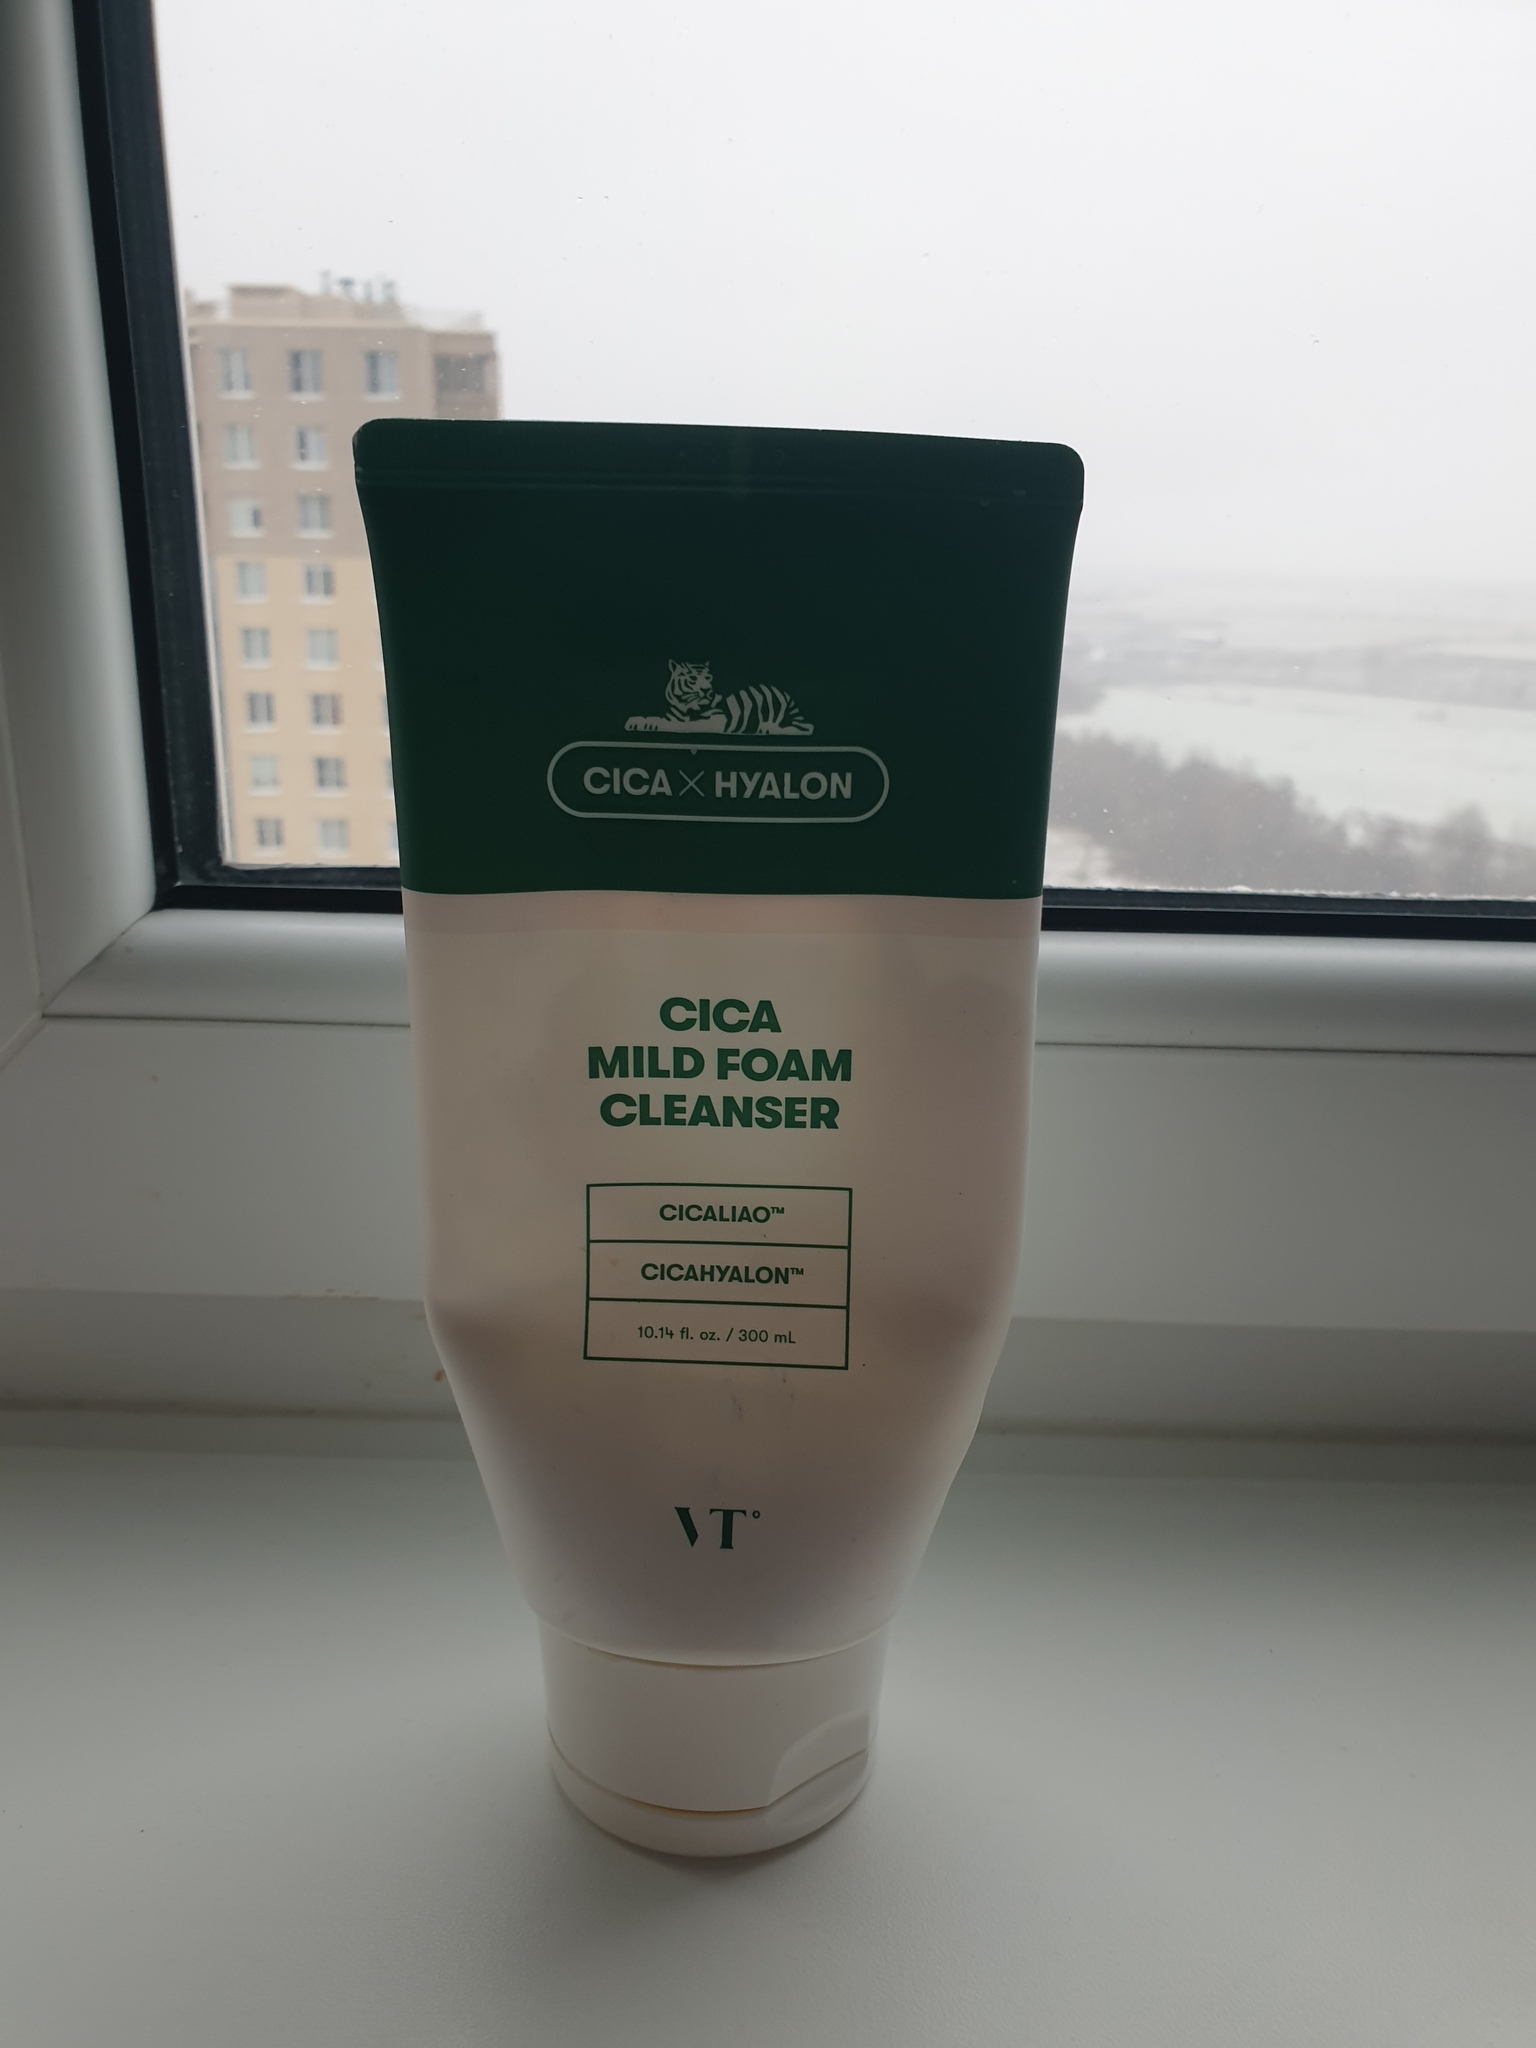 CICA X HYALON
CICA
MILD FOAM
CLEANSER
CICALIAO™
CICAHYALON™
10.14 fl. oz. / 300 mL
VT°